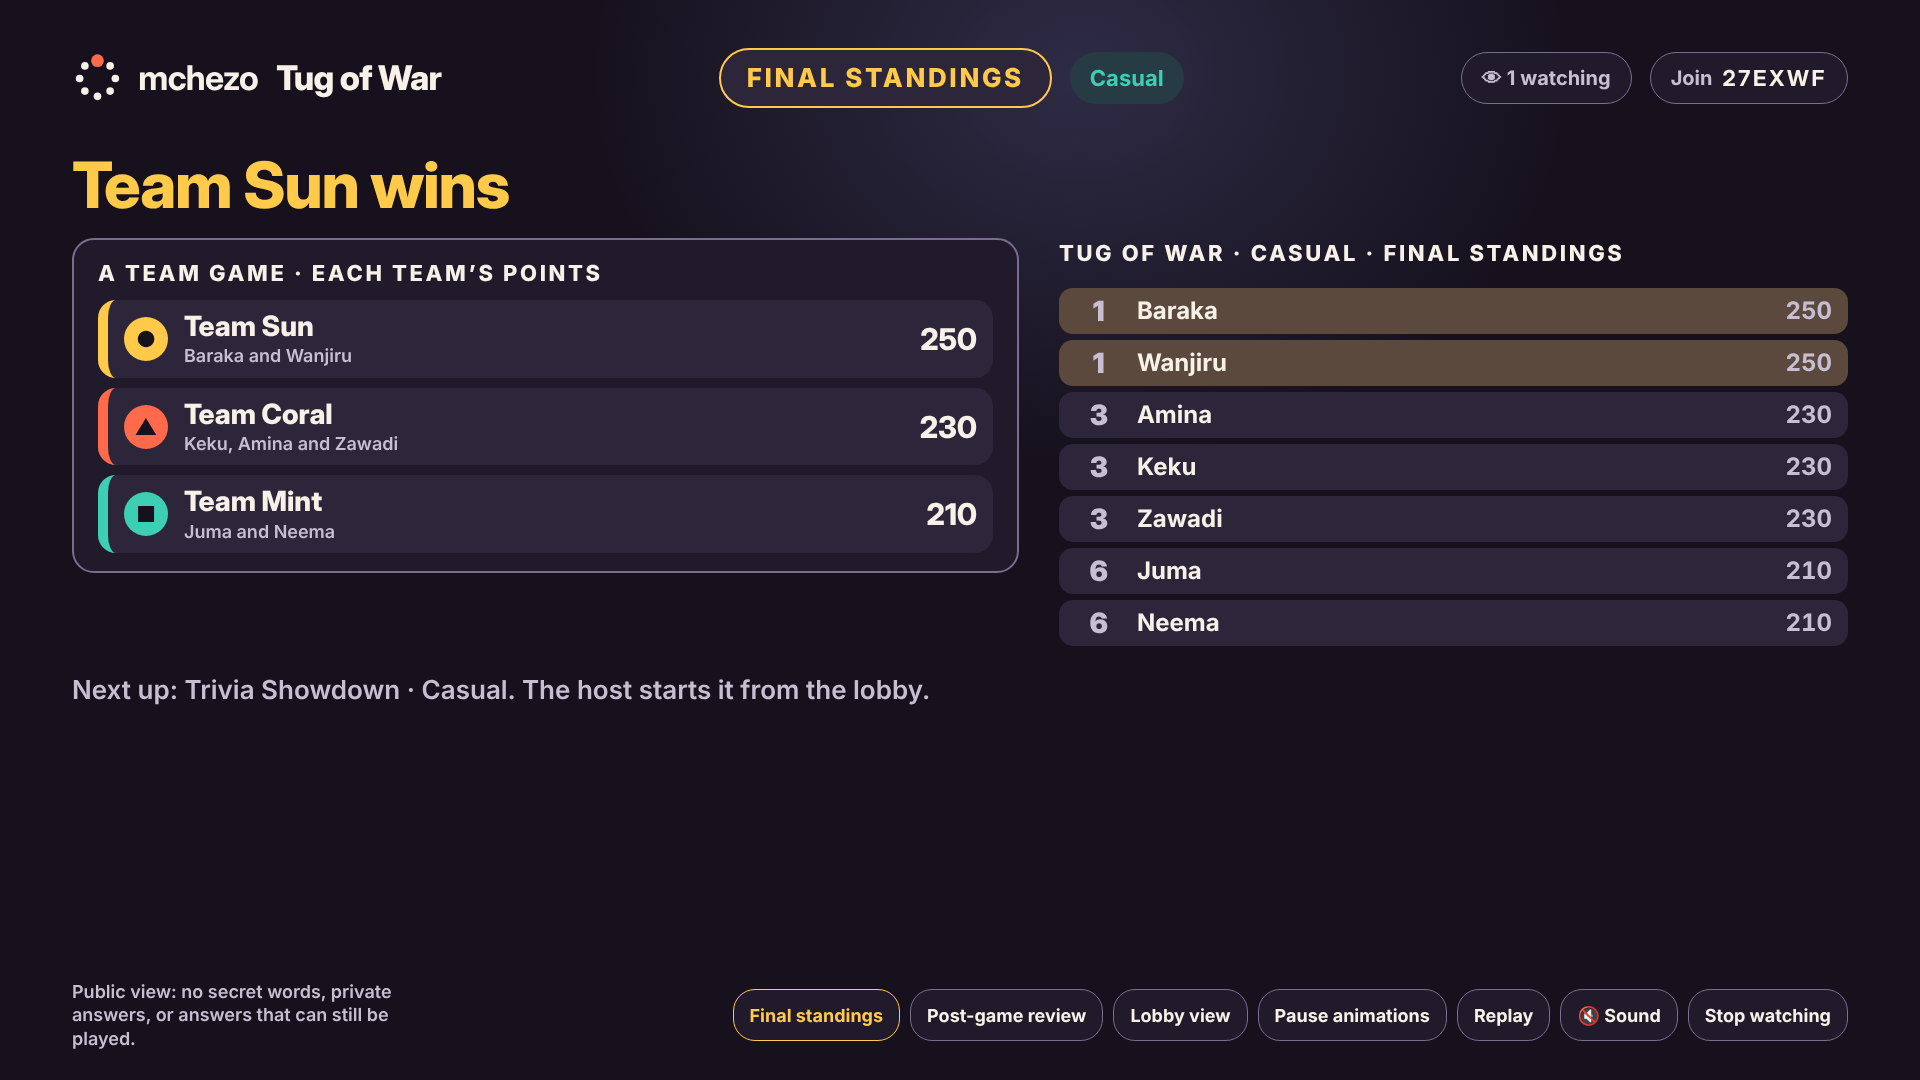 mchezo Tug of War
FINAL STANDINGS
Casual
1 watching
Join 27EXWF
Team Sun wins
A TEAM GAME · EACH TEAM’S POINTS
Team Sun
Baraka and Wanjiru
250
Team Coral
Keku, Amina and Zawadi
230
Team Mint
Juma and Neema
210
TUG OF WAR · CASUAL · FINAL STANDINGS
1 Baraka 250
1 Wanjiru 250
3 Amina 230
3 Keku 230
3 Zawadi 230
6 Juma 210
6 Neema 210
Next up: Trivia Showdown · Casual. The host starts it from the lobby.
Public view: no secret words, private
answers, or answers that can still be
played.
Final standings
Post-game review
Lobby view
Pause animations
Replay
Sound
Stop watching